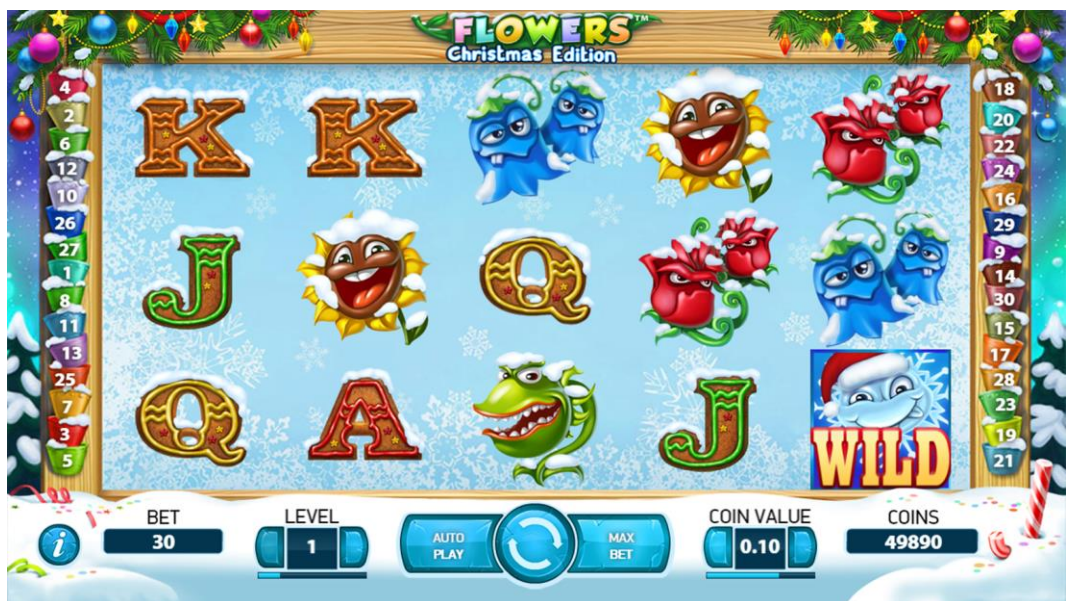 FLOWERS™
Christmas Edition
4
2
6
12
10
26
27
1
8
11
13
25
7
3
5
K K
J Q
Q A J
WILD
18
20
22
24
16
29
9
14
30
15
17
28
23
19
21
BET
30
LEVEL
1
AUTO
PLAY
MAX
BET
COIN VALUE
0.10
COINS
49890
i